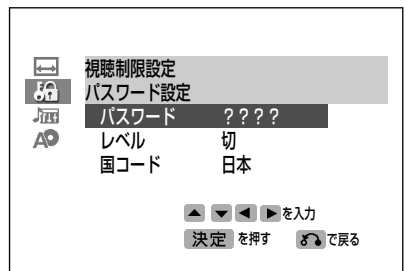 視聴制限設定
パスワード設定
パスワード ????
レベル 切
国コード 日本
▲ ▼ ◀ ▶ を入力
決定 を押す で戻る